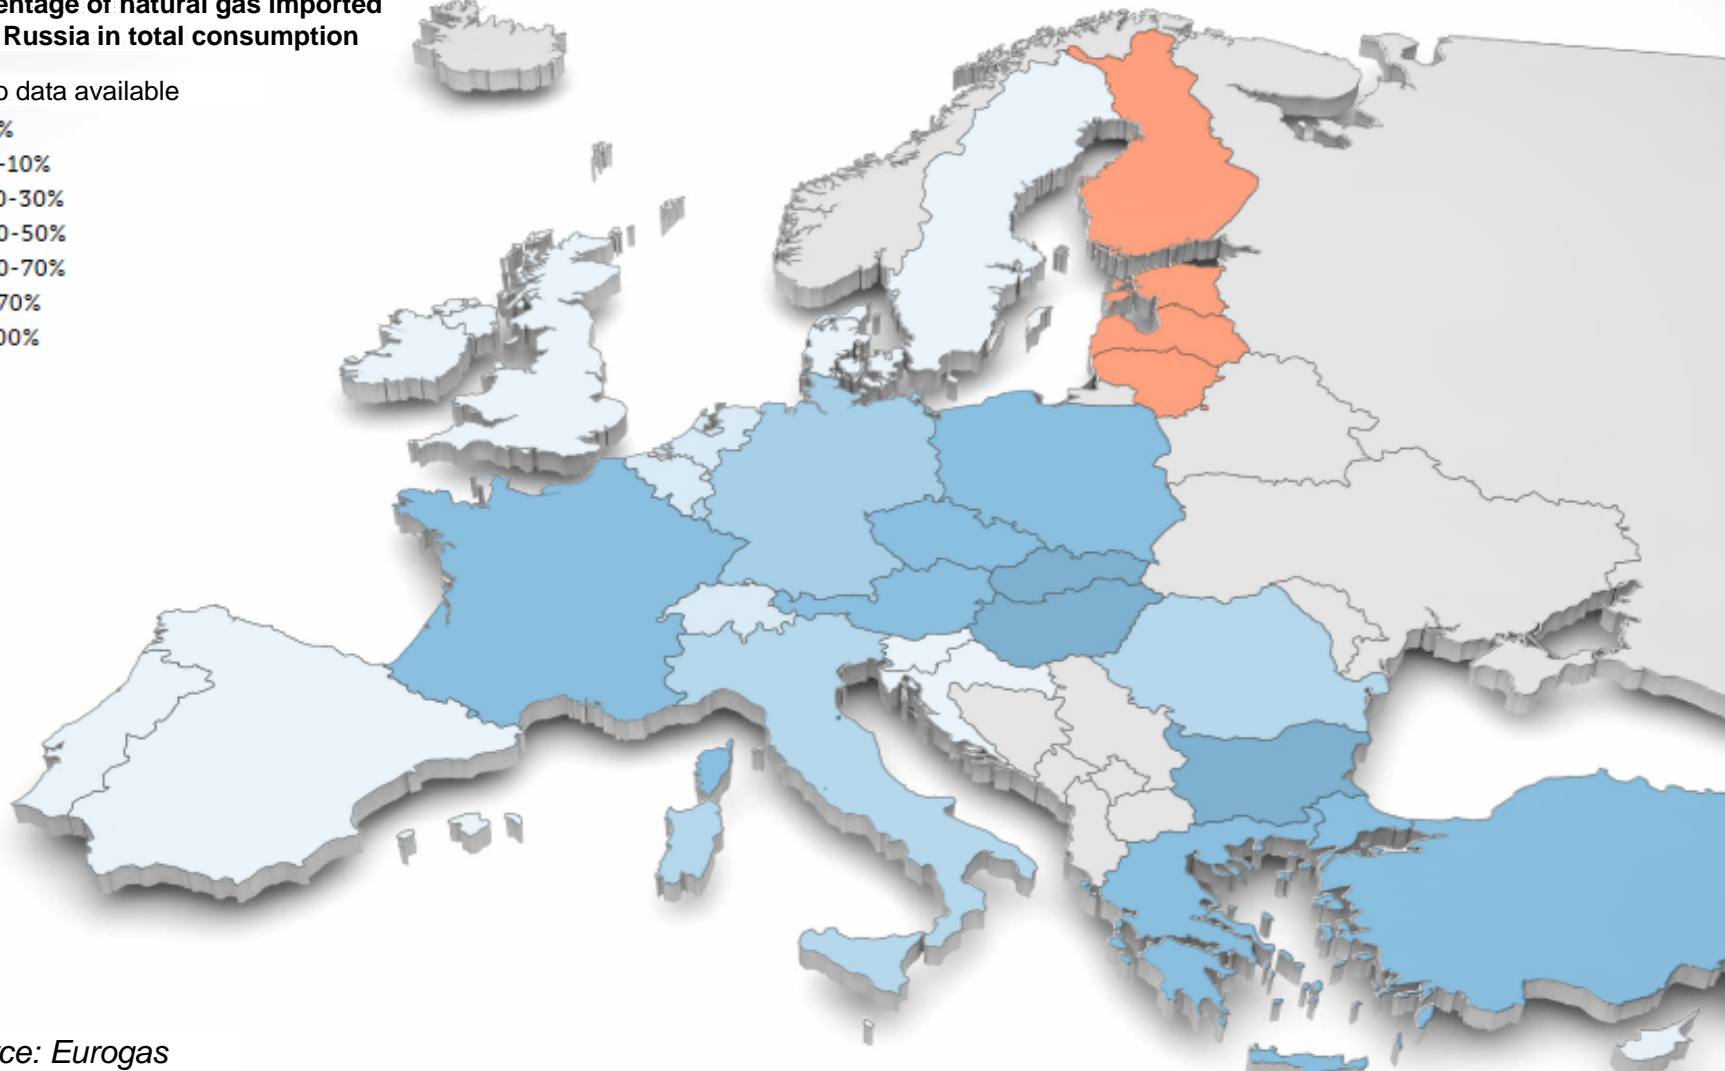 entage of natural gas imported
Russia in total consumption
o data available
%
-10%
0-30%
0-50%
0-70%
70%
00%
rce: Eurogas